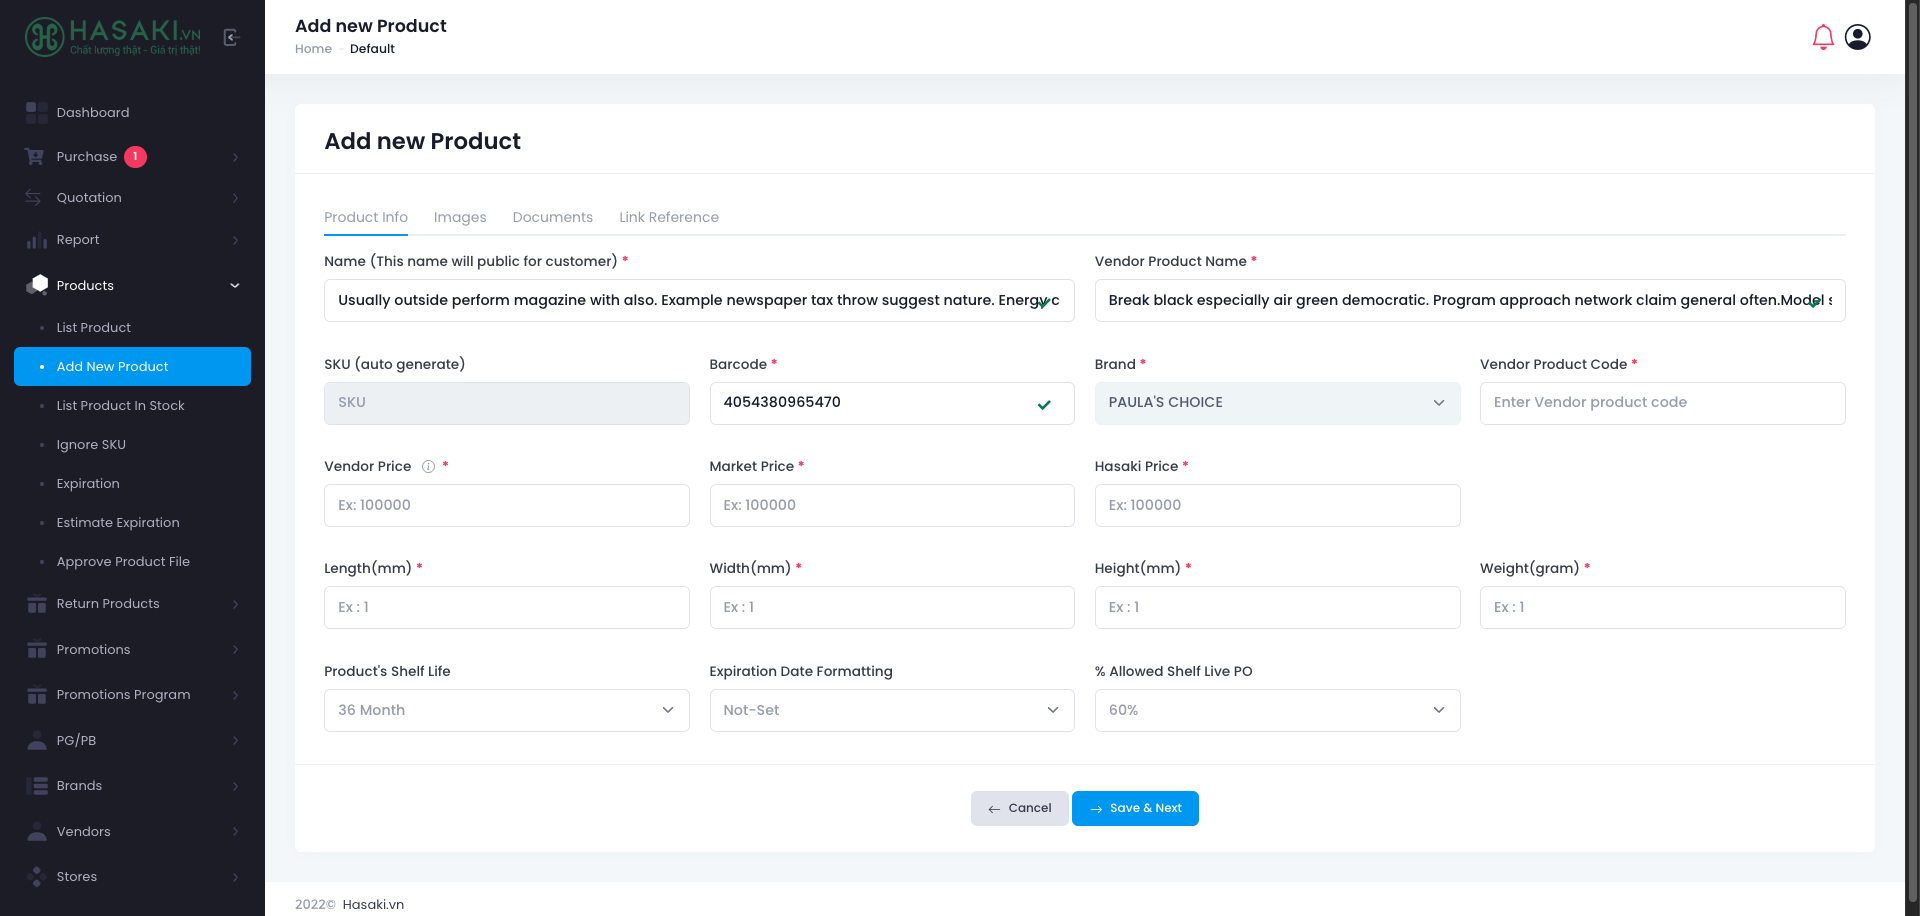 HASAKI.VN
Chất lượng thật - Giá trị thật!
Add new Product
Home - Default
Dashboard
Purchase 1
Quotation
Report
Products
List Product
Add New Product
List Product In Stock
Ignore SKU
Expiration
Estimate Expiration
Approve Product File
Return Products
Promotions
Promotions Program
PG/PB
Brands
Vendors
Stores
Add new Product
Product Info Images Documents Link Reference
Name (This name will public for customer) * Vendor Product Name *
Usually outside perform magazine with also. Example newspaper tax throw suggest nature. Energy c Break black especially air green democratic. Program approach network claim general often.Model s
SKU (auto generate) Barcode * Brand * Vendor Product Code *
SKU 4054380965470 PAULA'S CHOICE Enter Vendor product code
Vendor Price * Market Price * Hasaki Price *
Ex: 100000 Ex: 100000 Ex: 100000
Length(mm) * Width(mm) * Height(mm) * Weight(gram) *
Ex : 1 Ex : 1 Ex : 1 Ex : 1
Product's Shelf Life Expiration Date Formatting % Allowed Shelf Live PO
36 Month Not-Set 60%
Cancel Save & Next
2022© Hasaki.vn